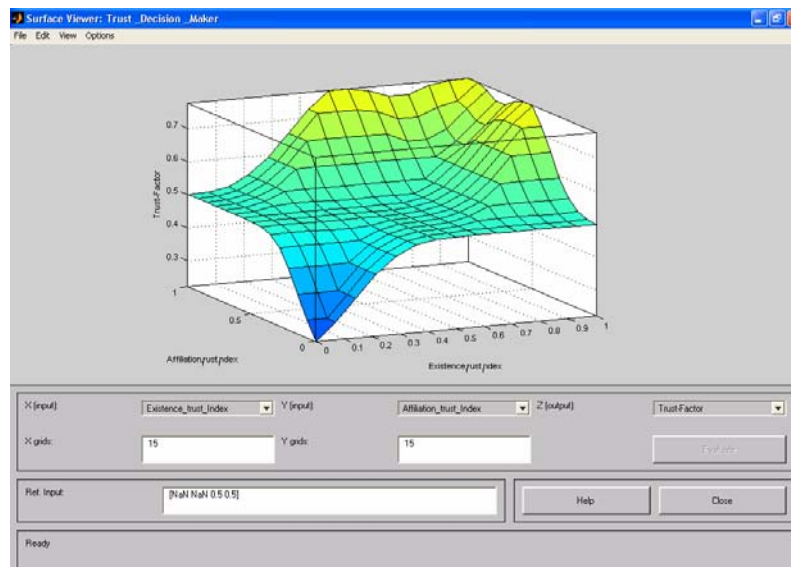 Surface Viewer: Trust _Decision _Maker
File Edit View Options
0.7
0.6
0.5
0.4
0.3
Trust-Factor
1
0.5
0
Affiliationtrustindex
0 0.1 0.2 0.3 0.4 0.5 0.6 0.7 0.8 0.9 1
Existencetrustindex
X (input): Existence_trust_Index Y (input): Affiliation_trust_Index Z (output): Trust-Factor
X grids: 15 Y grids: 15 Evaluate
Ref. Input: [NaN NaN 0.5 0.5] Help Close
Ready